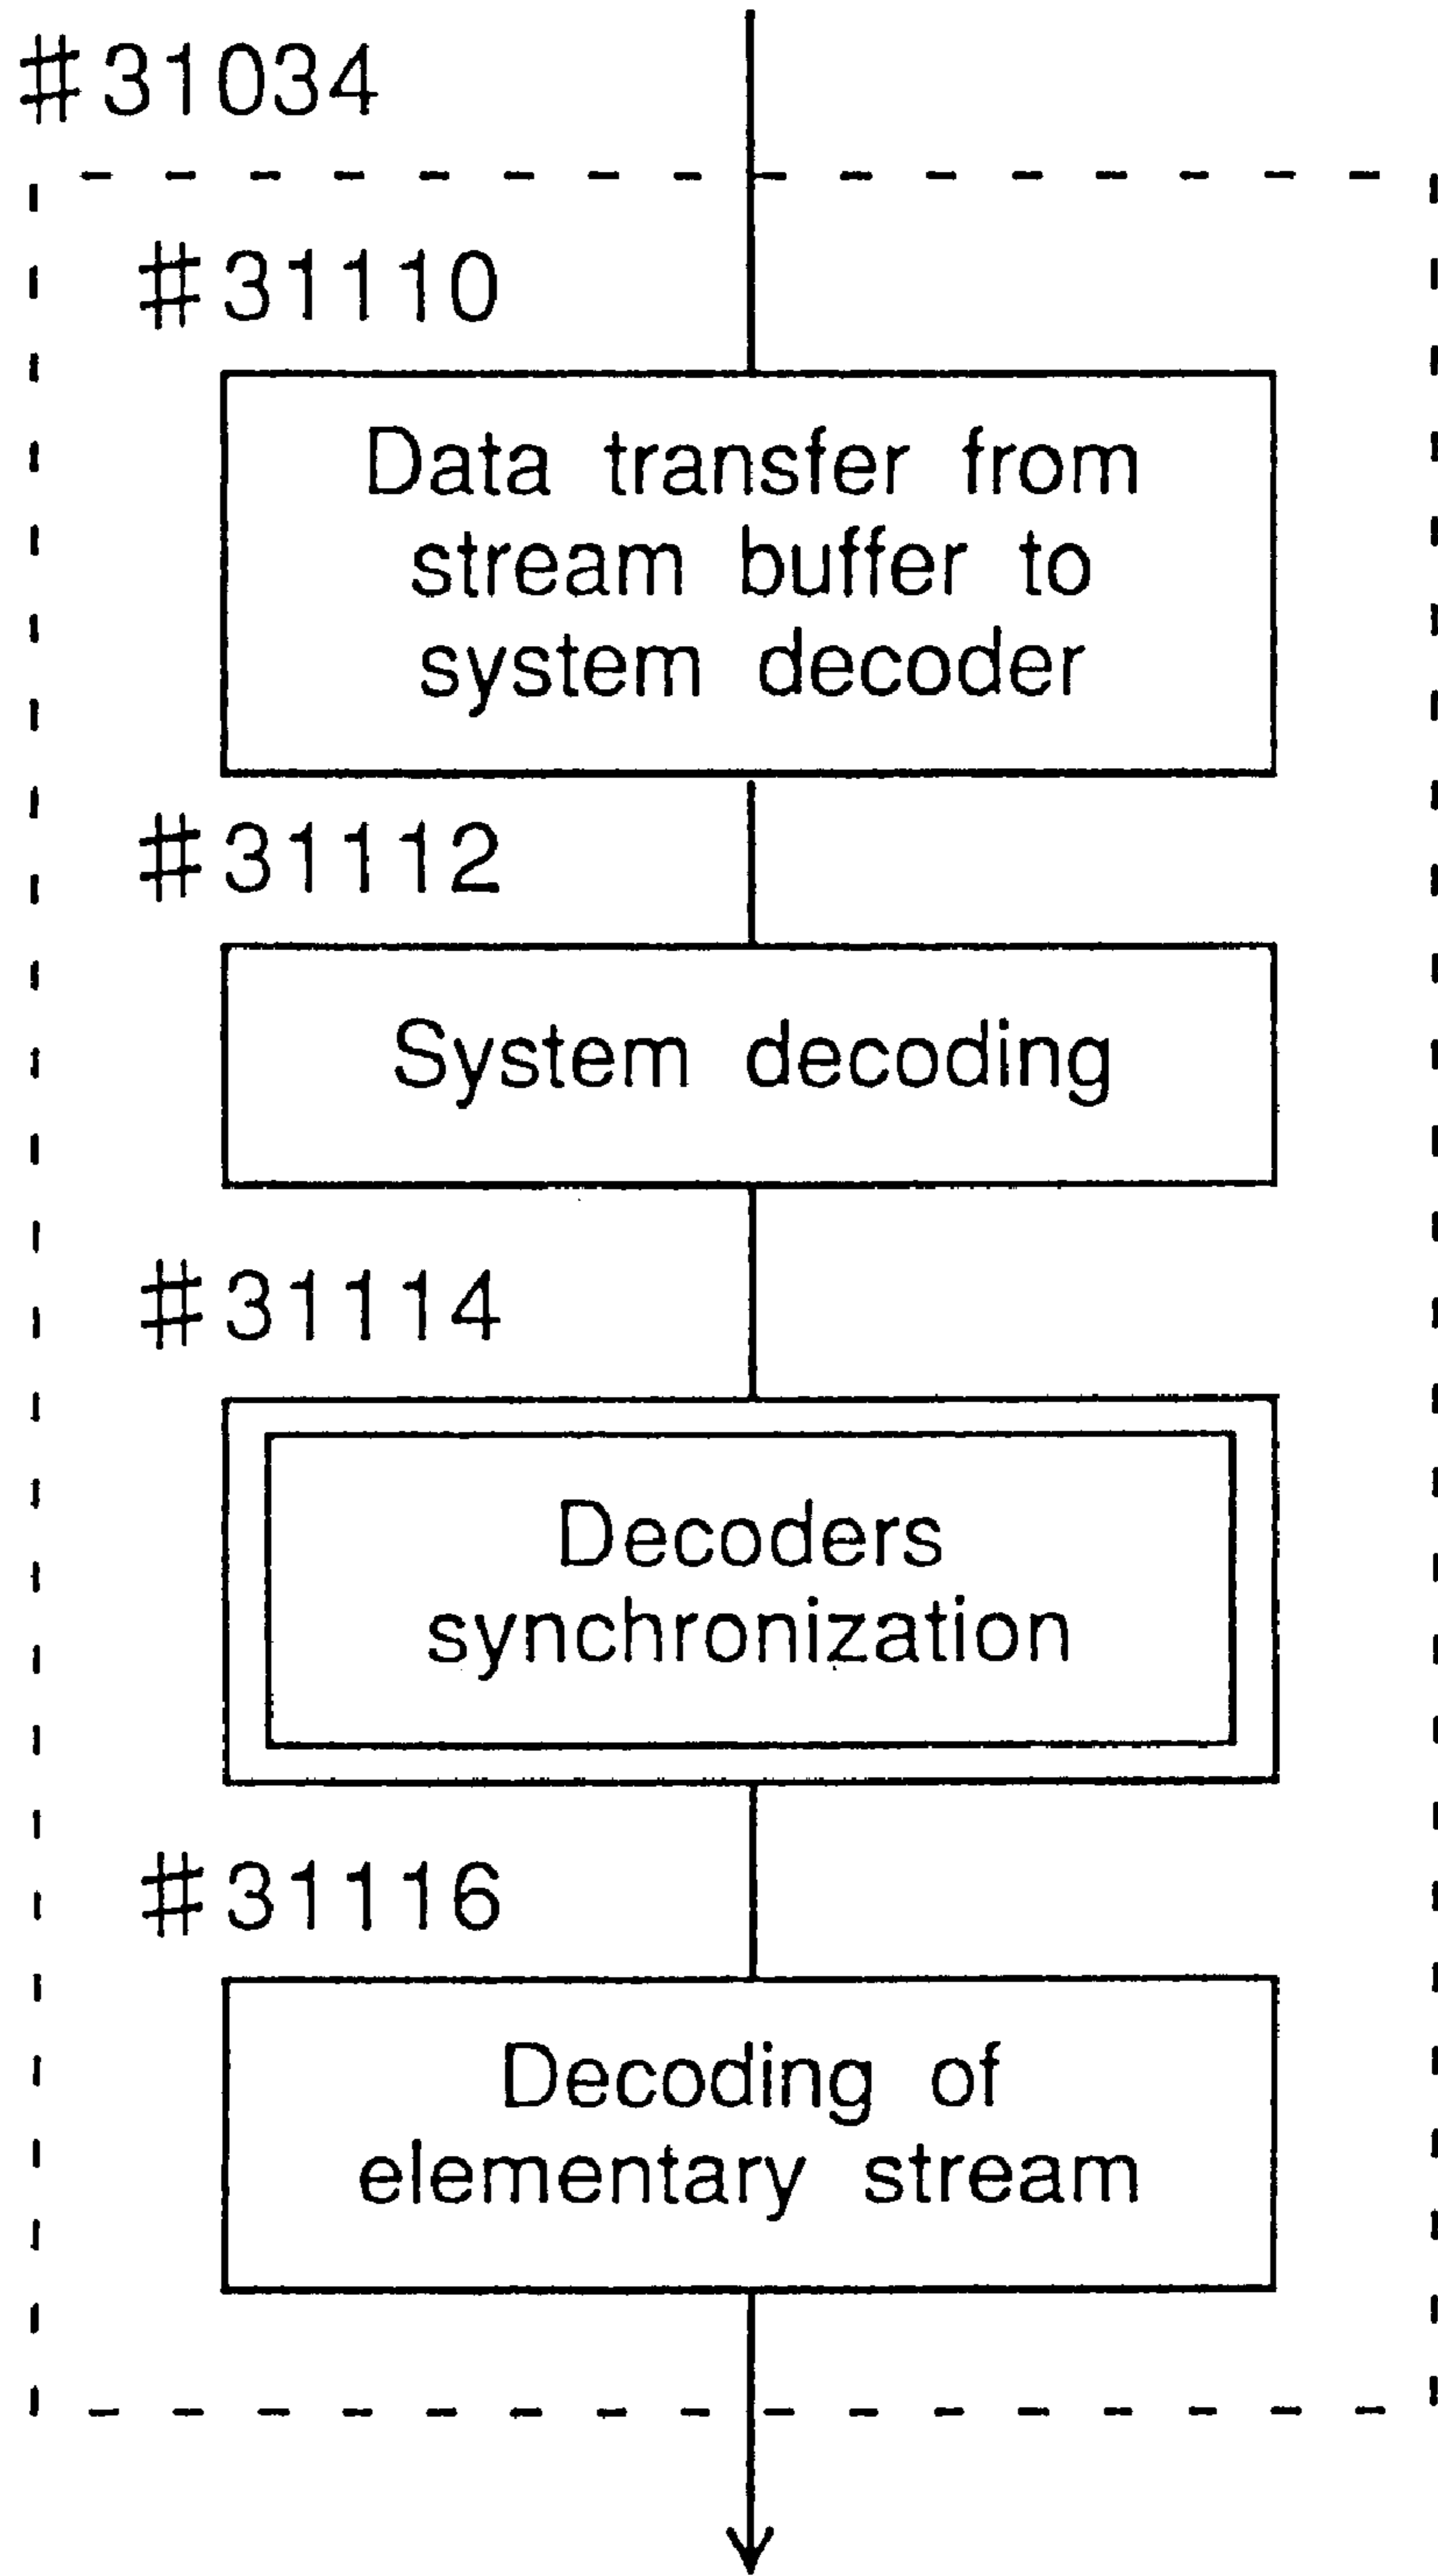 #31034
#31110
Data transfer from
stream buffer to
system decoder
#31112
System decoding
#31114
Decoders
synchronization
#31116
Decoding of
elementary stream